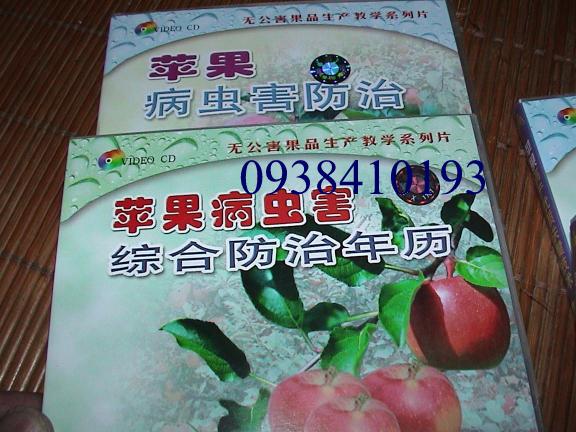 VIDEO CD
无公害果品生产教学系列片
苹果
病虫害防治
VIDEO CD
无公害果品生产教学系列片
0938410193
苹果病虫害
综合防治年历